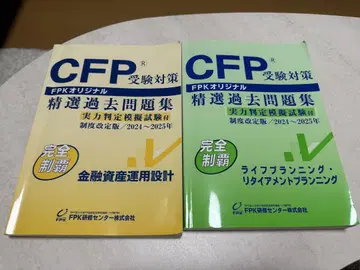 CFP® 受験対策
FPKオリジナル
精選過去問題集
実力判定模擬試験付
制度改定版/2024〜2025年
完全
制覇
金融資産運用設計
FPK研修センター株式会社
CFP® 受験対策
FPKオリジナル
精選過去問題集
実力判定模擬試験付
制度改定版/2024〜2025年
完全
制覇
ライフプランニング・
リタイアメントプランニング
FPK研修センター株式会社